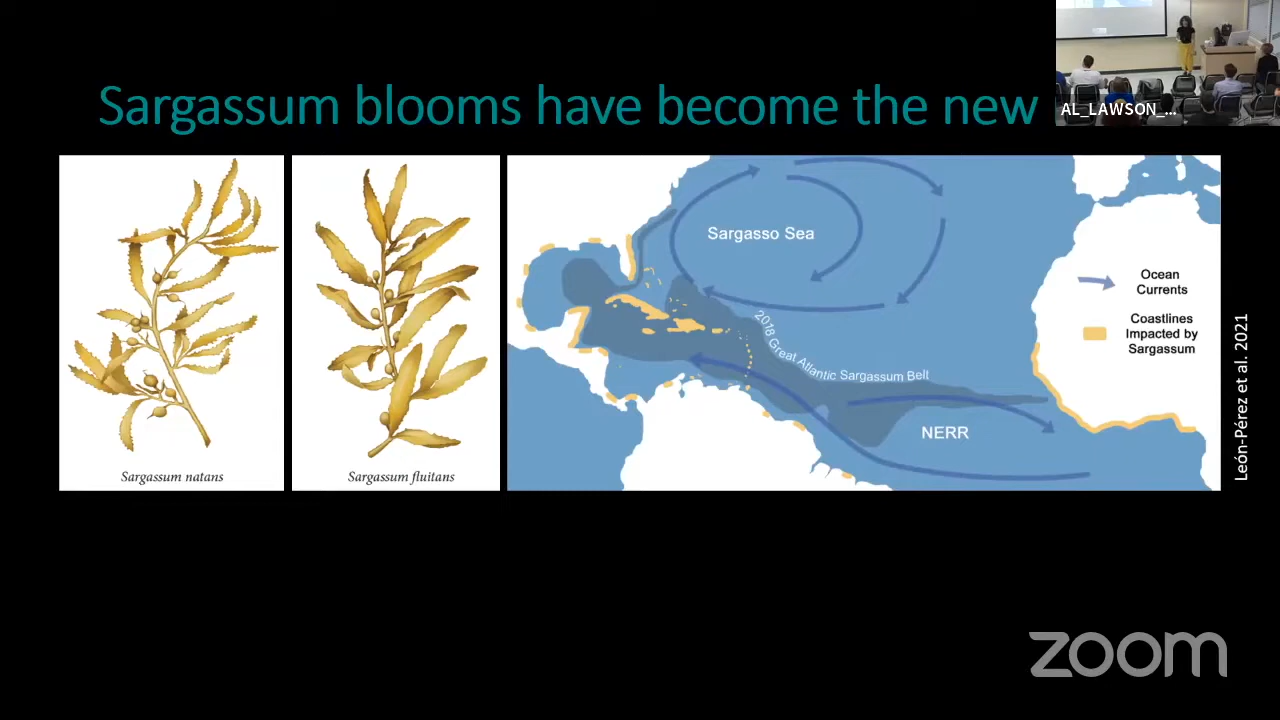 Sargassum blooms have become the new
AL_LAWSON_...
Sargasso Sea
Ocean
Currents
Coastlines
Impacted by
Sargassum
2018 Great Atlantic Sargassum Belt
NERR
León-Pérez et al. 2021
Sargassum natans
Sargassum fluitans
zoom